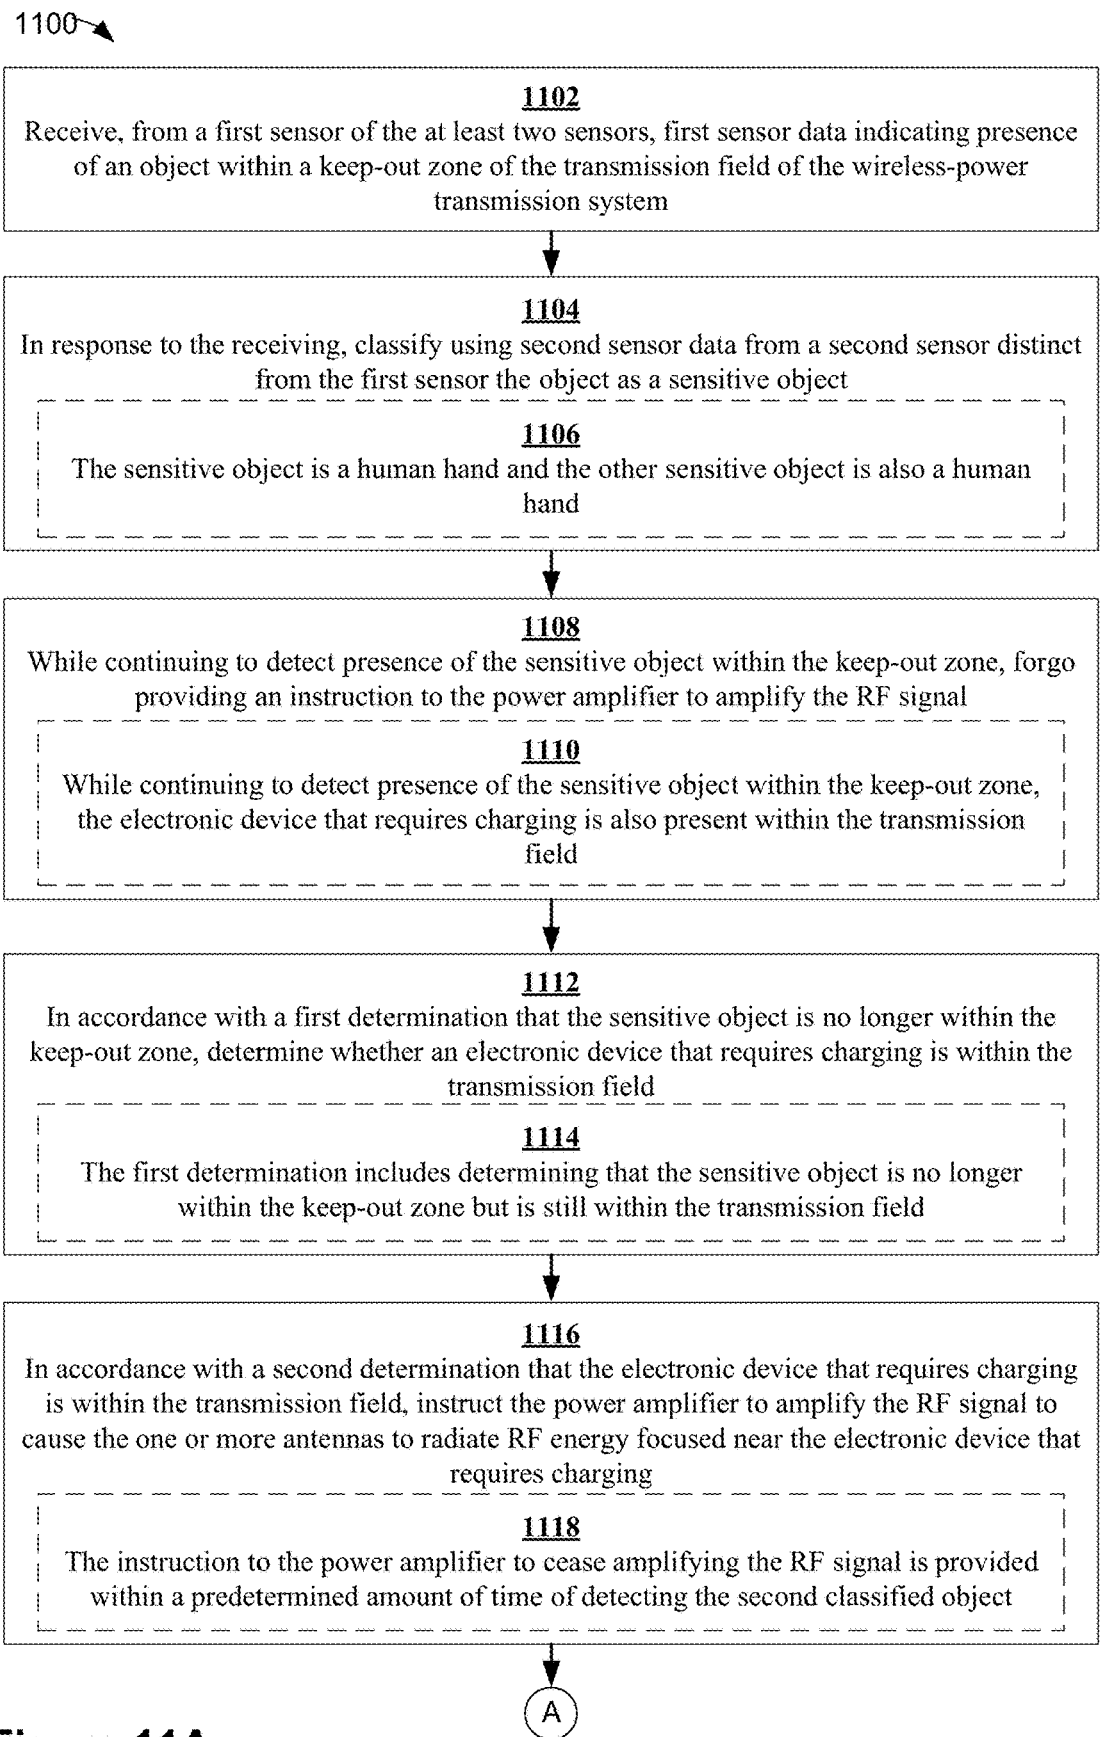 1100
1102
Receive, from a first sensor of the at least two sensors, first sensor data indicating presence
of an object within a keep-out zone of the transmission field of the wireless-power
transmission system
1104
In response to the receiving, classify using second sensor data from a second sensor distinct
from the first sensor the object as a sensitive object
1106
The sensitive object is a human hand and the other sensitive object is also a human
hand
1108
While continuing to detect presence of the sensitive object within the keep-out zone, forgo
providing an instruction to the power amplifier to amplify the RF signal
1110
While continuing to detect presence of the sensitive object within the keep-out zone,
the electronic device that requires charging is also present within the transmission
field
1112
In accordance with a first determination that the sensitive object is no longer within the
keep-out zone, determine whether an electronic device that requires charging is within the
transmission field
1114
The first determination includes determining that the sensitive object is no longer
within the keep-out zone but is still within the transmission field
1116
In accordance with a second determination that the electronic device that requires charging
is within the transmission field, instruct the power amplifier to amplify the RF signal to
cause the one or more antennas to radiate RF energy focused near the electronic device that
requires charging
1118
The instruction to the power amplifier to cease amplifying the RF signal is provided
within a predetermined amount of time of detecting the second classified object
A